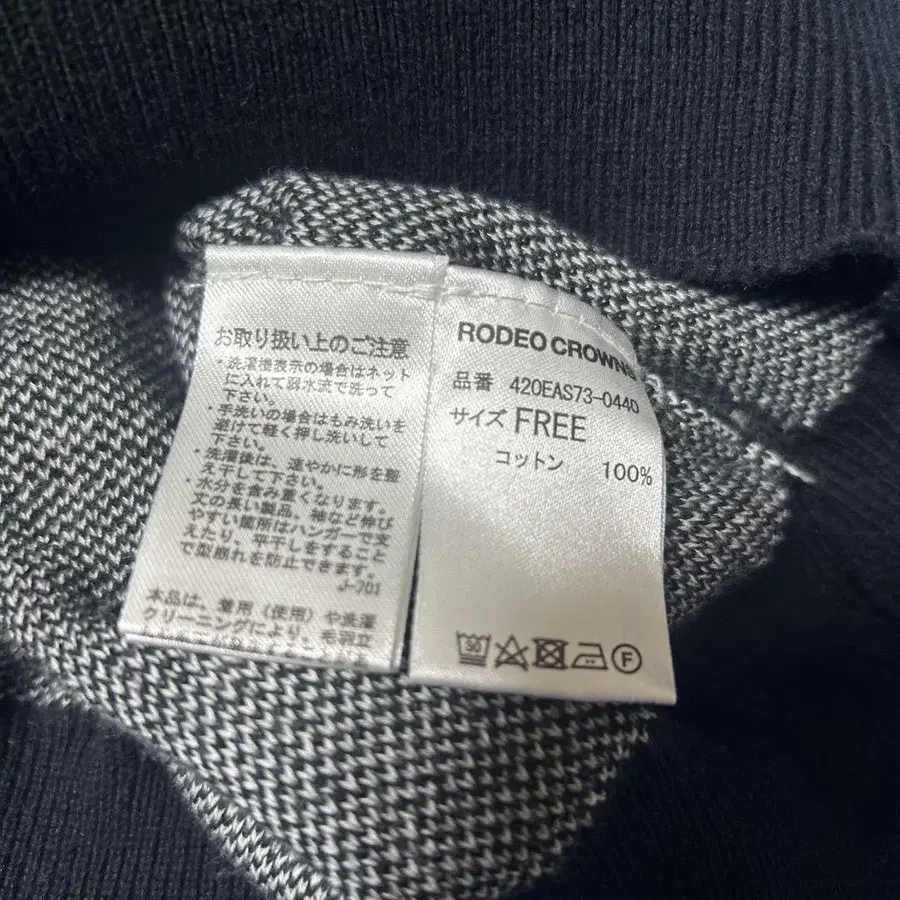 お取り扱い上のご注意
・洗濯後表示の場合はネット
に入れて弱水流で洗って
下さい。
・手洗いの場合はもみ洗いを
避けて軽く押し洗いして
下さい。
・洗濯後は、速やかに形を整
え干して下さい。
・水分を含み重くなります。
丈の長い製品、袖など伸び
やすい箇所はハンガーで支
えたり、平干しをすること
で型崩れを防止できます。
J-701
本品は、着用（使用）や洗濯
クリーニングにより、毛羽立
RODEO CROWNS
品番 420EAS73-0440
サイズ FREE
コットン 100%
30
F